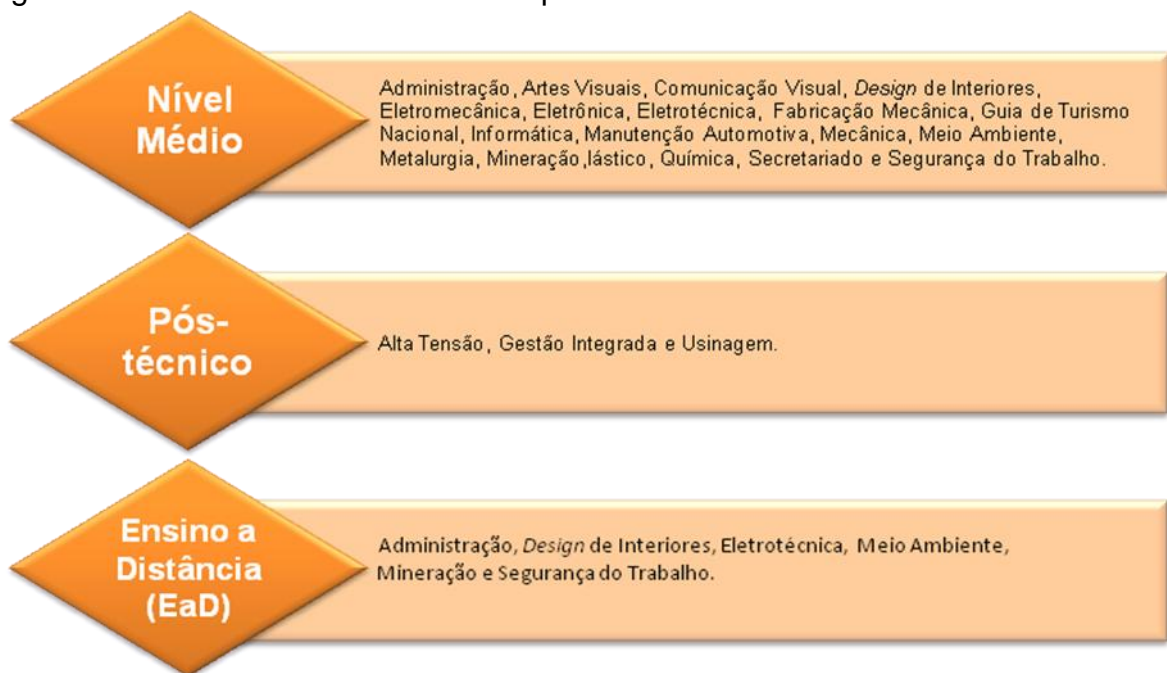 Nível
Médio
Administração, Artes Visuais, Comunicação Visual, Design de Interiores,
Eletromecânica, Eletrônica, Eletrotécnica, Fabricação Mecânica, Guia de Turismo
Nacional, Informática, Manutenção Automotiva, Mecânica, Meio Ambiente,
Metalurgia, Mineração,lástico, Química, Secretariado e Segurança do Trabalho.
Pós-
técnico
Alta Tensão, Gestão Integrada e Usinagem.
Ensino a
Distância
(EaD)
Administração, Design de Interiores, Eletrotécnica, Meio Ambiente,
Mineração e Segurança do Trabalho.